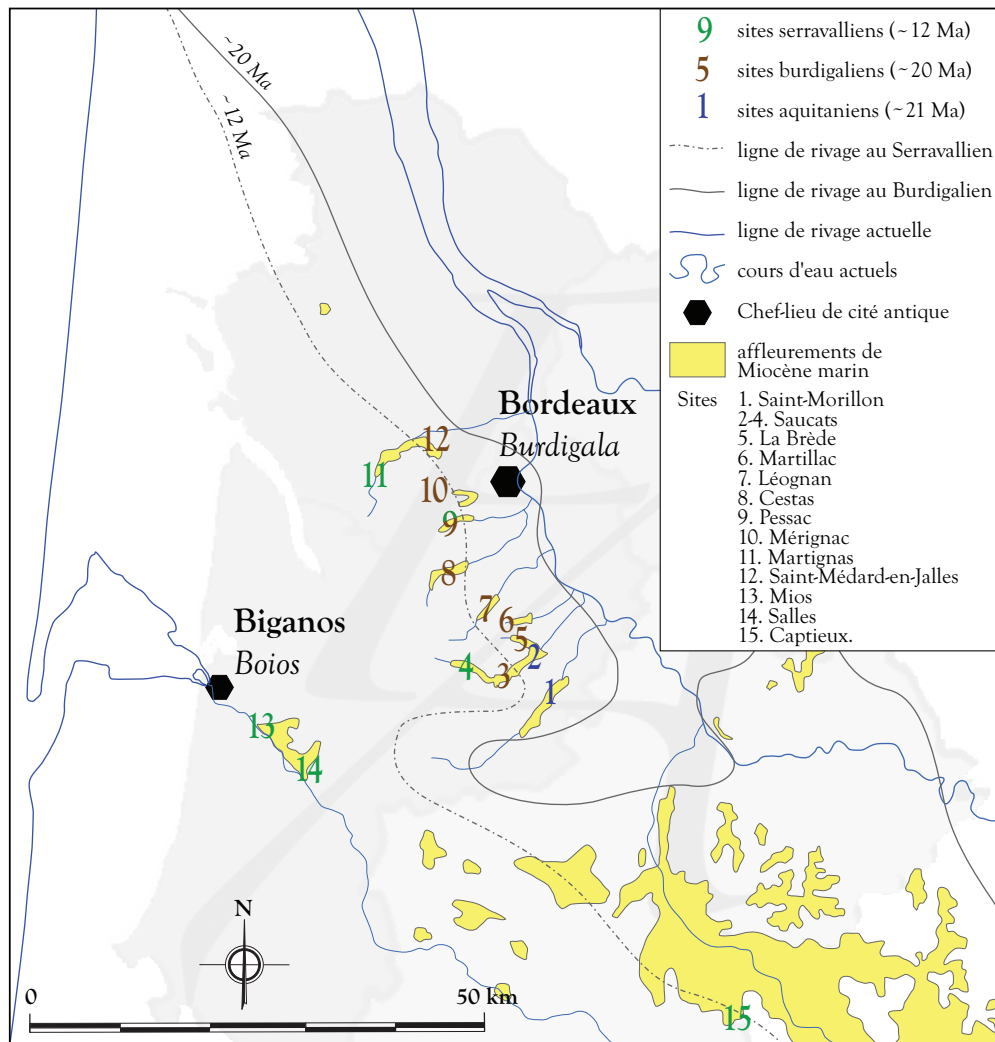 ~20 Ma
~12 Ma
9 sites serravalliens (~12 Ma)
5 sites burdigaliens (~20 Ma)
1 sites aquitaniens (~21 Ma)
ligne de rivage au Serravallien
ligne de rivage au Burdigalien
ligne de rivage actuelle
cours d'eau actuels
Chef-lieu de cité antique
affleurements de
Miocène marin
Sites 1. Saint-Morillon
2-4. Saucats
5. La Brède
6. Martillac
7. Léognan
8. Cestas
9. Pessac
10. Mérignac
11. Martignas
12. Saint-Médard-en-Jalles
13. Mios
14. Salles
15. Captieux.
Bordeaux
Burdigala
12
11
10
9
8
7
6
5
4
3
2
1
Biganos
Boios
13
14
15
N
0
50 km